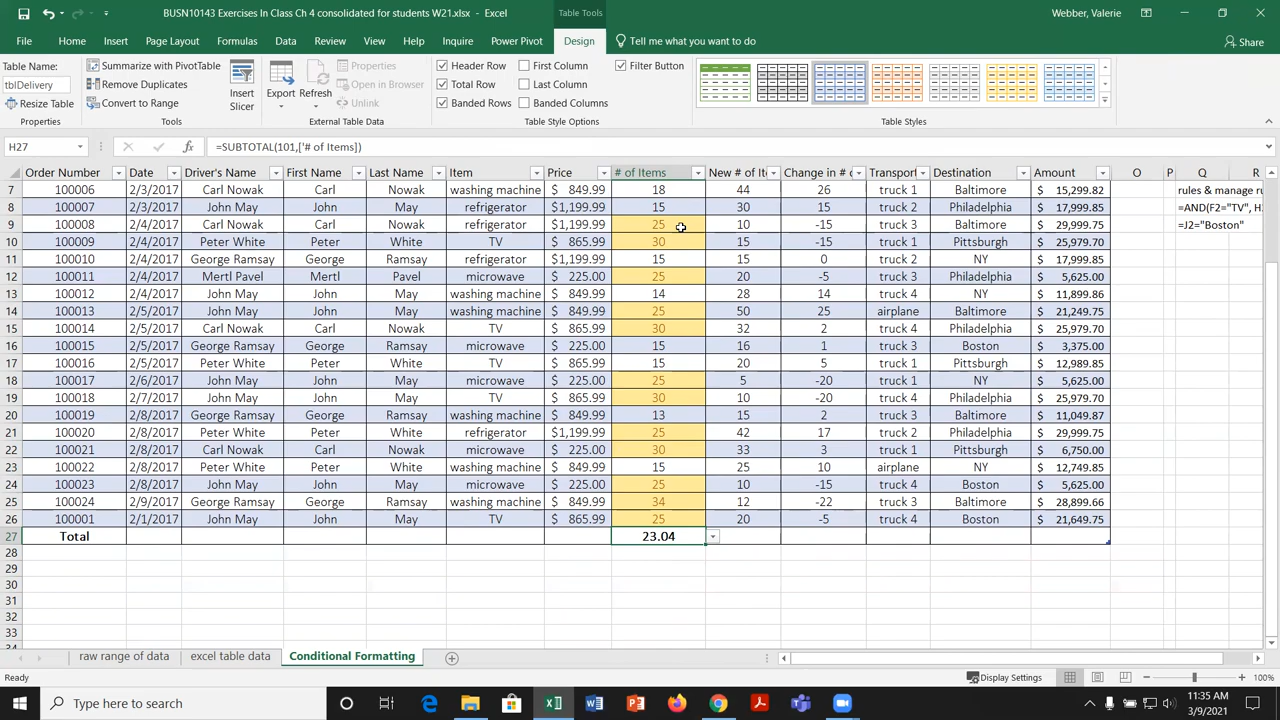 BUSN10143 Exercises In Class Ch 4 consolidated for students W21.xlsx - Excel
Table Tools
Webber, Valerie
File Home Insert Page Layout Formulas Data Review View Help Inquire Power Pivot Design Tell me what you want to do Share
Table Name:
tblDelivery
Resize Table
Properties
Summarize with PivotTable
Remove Duplicates
Convert to Range
Tools
Insert Slicer
Export
Refresh
Properties
Open in Browser
Unlink
External Table Data
Header Row First Column Filter Button
Total Row Last Column
Banded Rows Banded Columns
Table Style Options
Table Styles
H27 fx =SUBTOTAL(101,['# of Items])
Order Number Date Driver's Name First Name Last Name Item Price # of Items New # of It Change in # Transport Destination Amount O P Q R
7 100006 2/3/2017 Carl Nowak Carl Nowak washing machine $ 849.99 18 44 26 truck 1 Baltimore $ 15,299.82 rules & manage ru
8 100007 2/3/2017 John May John May refrigerator $1,199.99 15 30 15 truck 2 Philadelphia $ 17,999.85 =AND(F2="TV", H
9 100008 2/4/2017 Carl Nowak Carl Nowak refrigerator $1,199.99 25 10 -15 truck 3 Baltimore $ 29,999.75 =J2="Boston"
10 100009 2/4/2017 Peter White Peter White TV $ 865.99 30 15 -15 truck 1 Pittsburgh $ 25,979.70
11 100010 2/4/2017 George Ramsay George Ramsay refrigerator $1,199.99 15 15 0 truck 2 NY $ 17,999.85
12 100011 2/4/2017 Mertl Pavel Mertl Pavel microwave $ 225.00 25 20 -5 truck 3 Philadelphia $ 5,625.00
13 100012 2/4/2017 John May John May washing machine $ 849.99 14 28 14 truck 4 NY $ 11,899.86
14 100013 2/5/2017 John May John May washing machine $ 849.99 25 50 25 airplane Baltimore $ 21,249.75
15 100014 2/5/2017 Carl Nowak Carl Nowak TV $ 865.99 30 32 2 truck 4 Philadelphia $ 25,979.70
16 100015 2/5/2017 George Ramsay George Ramsay microwave $ 225.00 15 16 1 truck 3 Boston $ 3,375.00
17 100016 2/5/2017 Peter White Peter White TV $ 865.99 15 20 5 truck 1 Pittsburgh $ 12,989.85
18 100017 2/6/2017 John May John May microwave $ 225.00 25 5 -20 truck 1 NY $ 5,625.00
19 100018 2/7/2017 John May John May TV $ 865.99 30 10 -20 truck 4 Philadelphia $ 25,979.70
20 100019 2/8/2017 George Ramsay George Ramsay washing machine $ 849.99 13 15 2 truck 3 Baltimore $ 11,049.87
21 100020 2/8/2017 Peter White Peter White refrigerator $1,199.99 25 42 17 truck 2 Philadelphia $ 29,999.75
22 100021 2/8/2017 Carl Nowak Carl Nowak microwave $ 225.00 30 33 3 truck 1 Pittsburgh $ 6,750.00
23 100022 2/8/2017 Peter White Peter White washing machine $ 849.99 15 25 10 airplane NY $ 12,749.85
24 100023 2/8/2017 John May John May microwave $ 225.00 25 10 -15 truck 4 Boston $ 5,625.00
25 100024 2/9/2017 George Ramsay George Ramsay washing machine $ 849.99 34 12 -22 truck 3 Baltimore $ 28,899.66
26 100001 2/1/2017 John May John May TV $ 865.99 25 20 -5 truck 4 Boston $ 21,649.75
27 Total 23.04
28
29
30
31
32
33
34
raw range of data excel table data Conditional Formatting
Ready Display Settings 100%
Type here to search
11:35 AM
3/9/2021